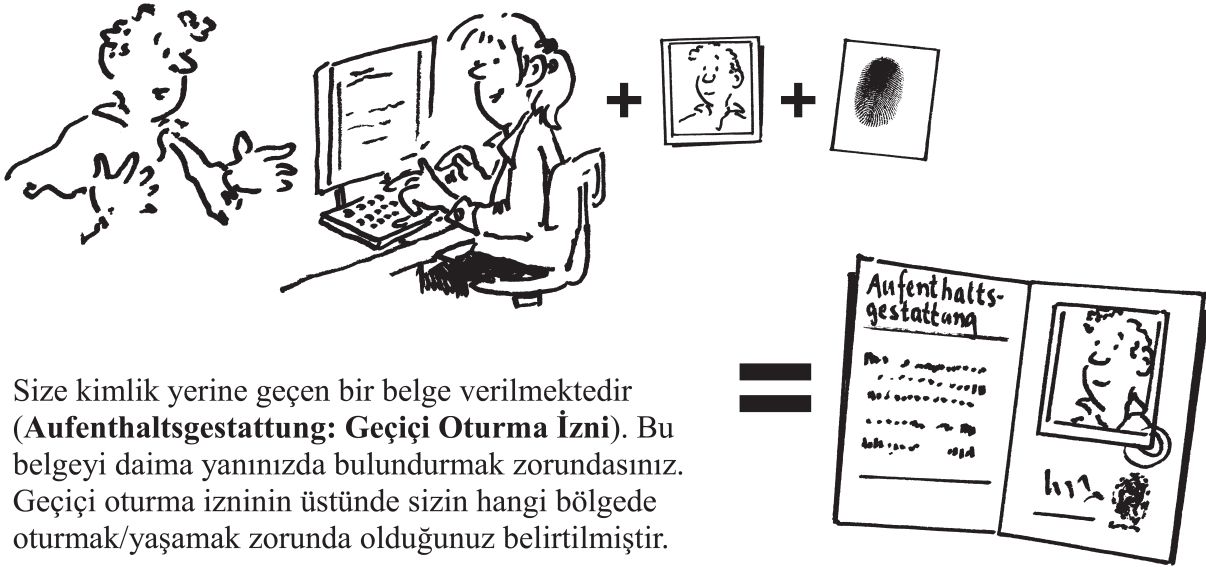 Aufenthalts-
gestattung
Size kimlik yerine geçen bir belge verilmektedir
(Aufenthaltsgestattung: Geçiçi Oturma İzni). Bu
belgeyi daima yanınızda bulundurmak zorundasınız.
Geçiçi oturma izninin üstünde sizin hangi bölgede
oturmak/yaşamak zorunda olduğunuz belirtilmiştir.